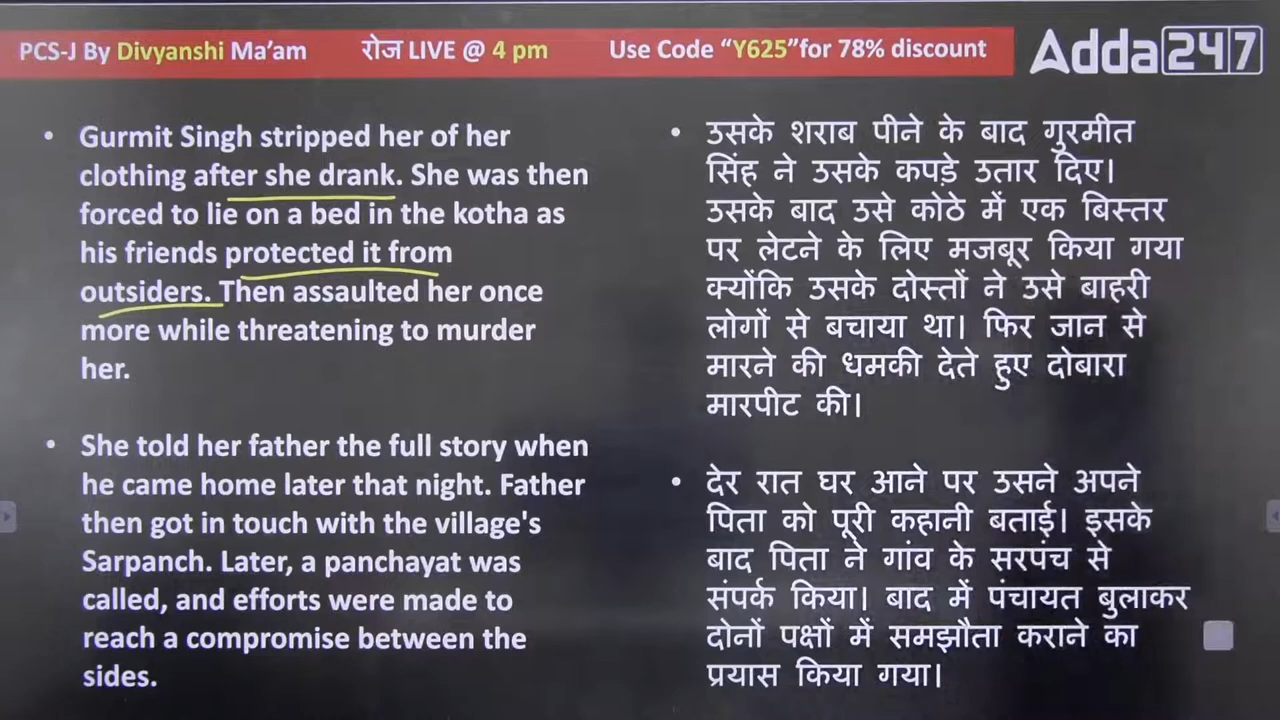 PCS-J By Divyanshi Ma’am रोज LIVE @ 4 pm Use Code “Y625”for 78% discount
Adda247
• Gurmit Singh stripped her of her
clothing after she drank. She was then
forced to lie on a bed in the kotha as
his friends protected it from
outsiders. Then assaulted her once
more while threatening to murder
her.
• She told her father the full story when
he came home later that night. Father
then got in touch with the village's
Sarpanch. Later, a panchayat was
called, and efforts were made to
reach a compromise between the
sides.
• उसके शराब पीने के बाद गुरमीत
सिंह ने उसके कपड़े उतार दिए।
उसके बाद उसे कोठे में एक बिस्तर
पर लेटने के लिए मजबूर किया गया
क्योंकि उसके दोस्तों ने उसे बाहरी
लोगों से बचाया था। फिर जान से
मारने की धमकी देते हुए दोबारा
मारपीट की।
• देर रात घर आने पर उसने अपने
पिता को पूरी कहानी बताई। इसके
बाद पिता ने गांव के सरपंच से
संपर्क किया। बाद में पंचायत बुलाकर
दोनों पक्षों में समझौता कराने का
प्रयास किया गया।